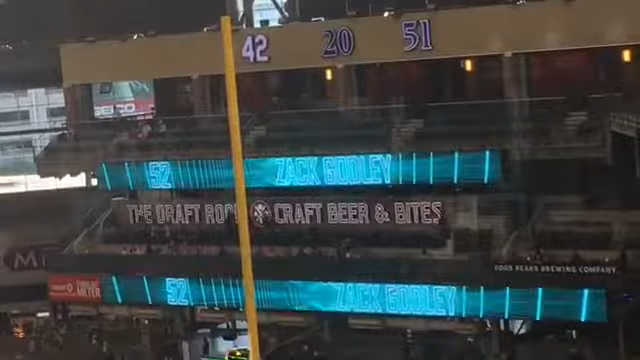 42 20 51
52 ZACK GODLEY
THE DRAFT ROOM CRAFT BEER & BITES
FOUR PEAKS BREWING COMPANY
52 ZACK GODLEY